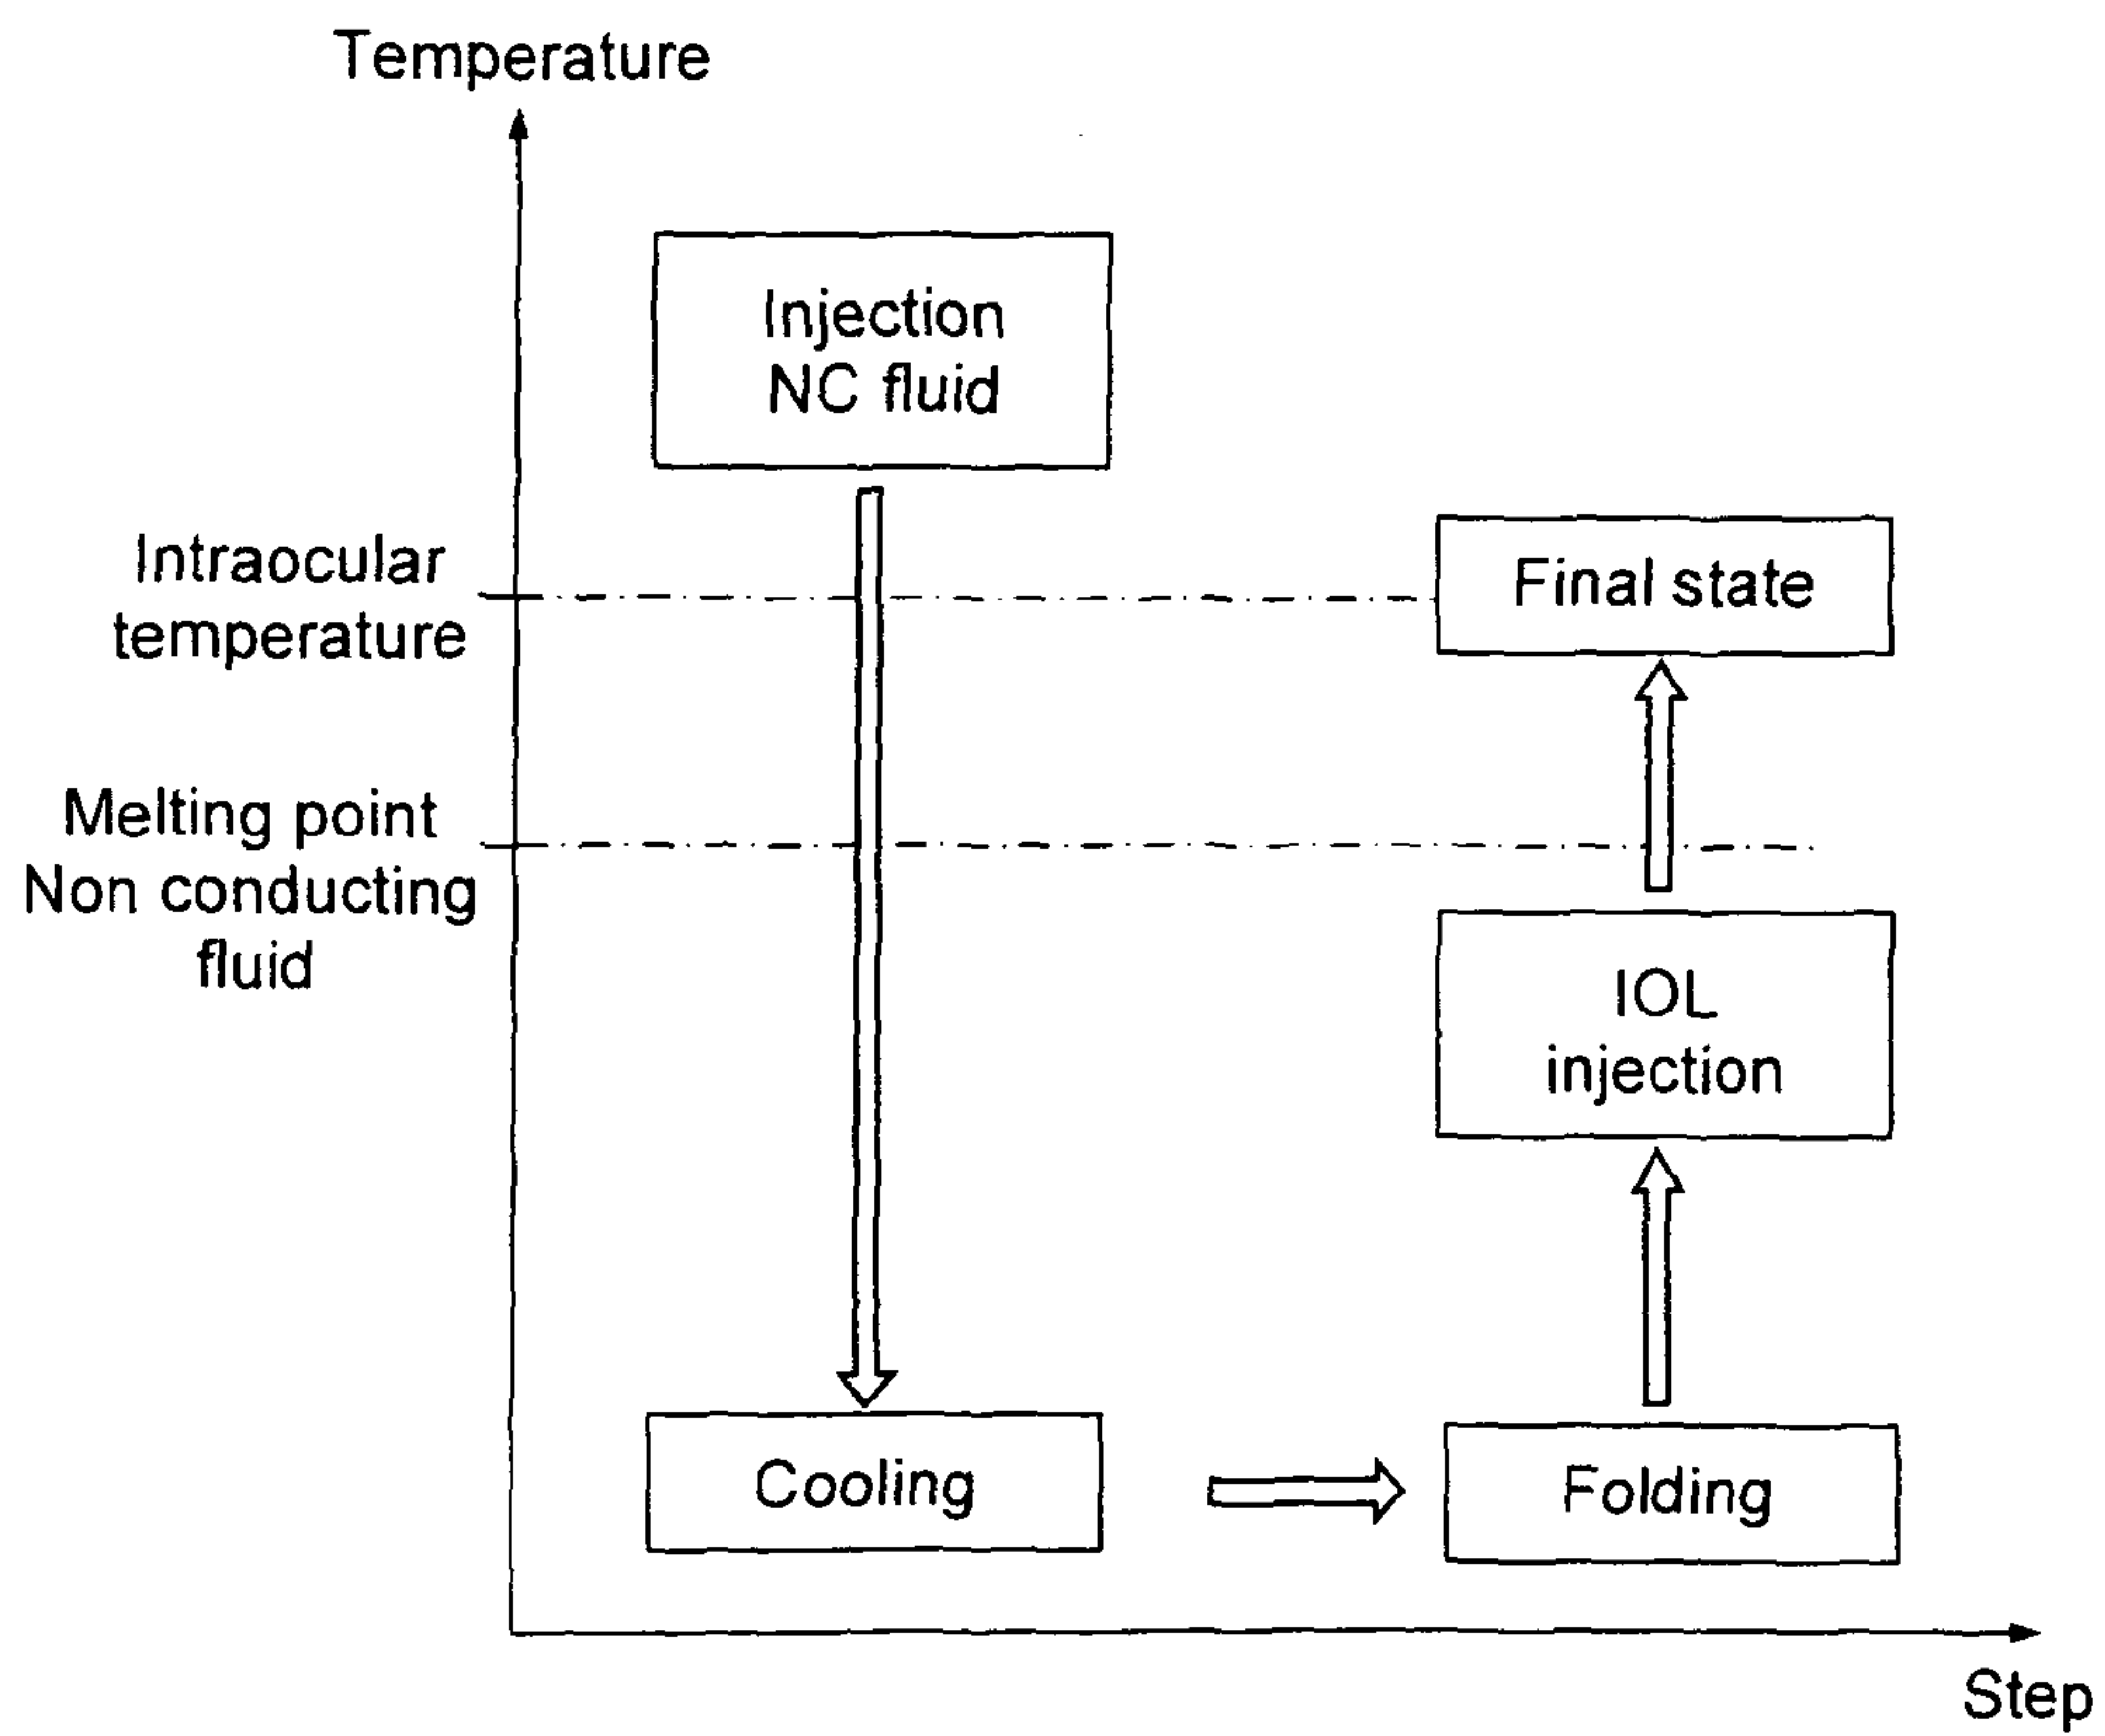 Temperature
Injection
NC fluid
Intraocular
temperature
Final state
Melting point
Non conducting
fluid
IOL
injection
Cooling
Folding
Step